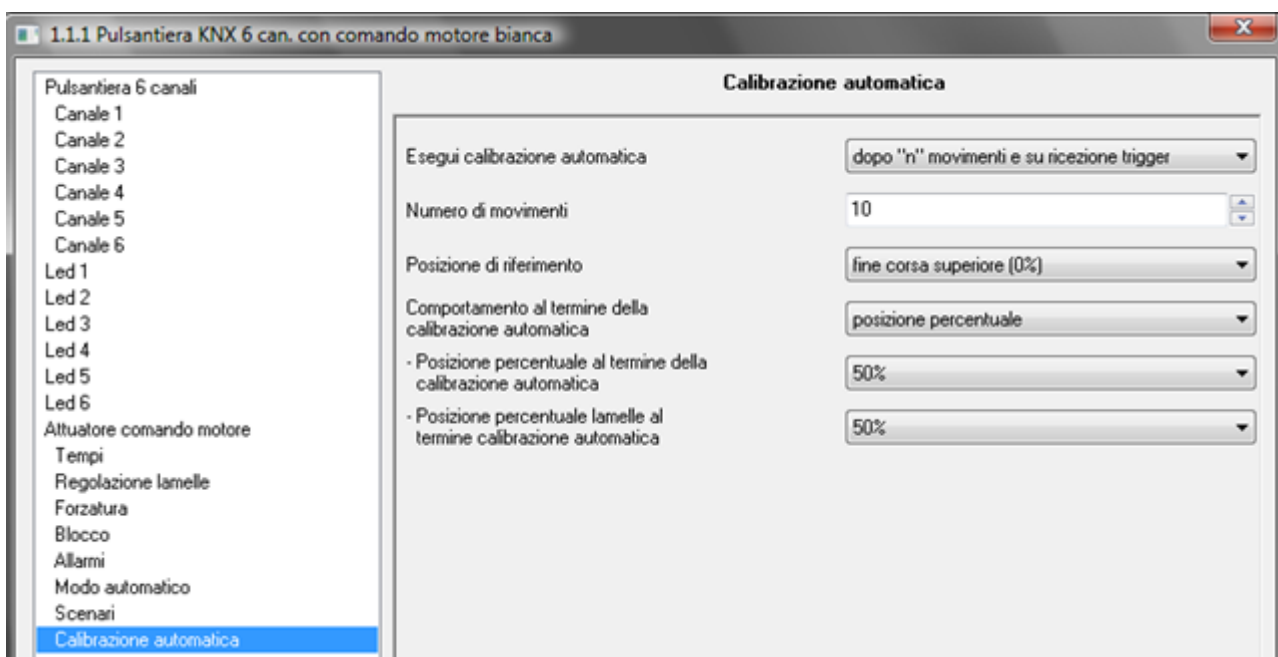 1.1.1 Pulsantiera KNX 6 can. con comando motore bianca
Pulsantiera 6 canali
Canale 1
Canale 2
Canale 3
Canale 4
Canale 5
Canale 6
Led 1
Led 2
Led 3
Led 4
Led 5
Led 6
Attuatore comando motore
Tempi
Regolazione lamelle
Forzatura
Blocco
Allarmi
Modo automatico
Scenari
Calibrazione automatica
Calibrazione automatica
Esegui calibrazione automatica
dopo "n" movimenti e su ricezione trigger
Numero di movimenti
10
Posizione di riferimento
fine corsa superiore (0%)
Comportamento al termine della
calibrazione automatica
posizione percentuale
- Posizione percentuale al termine della
calibrazione automatica
50%
- Posizione percentuale lamelle al
termine calibrazione automatica
50%